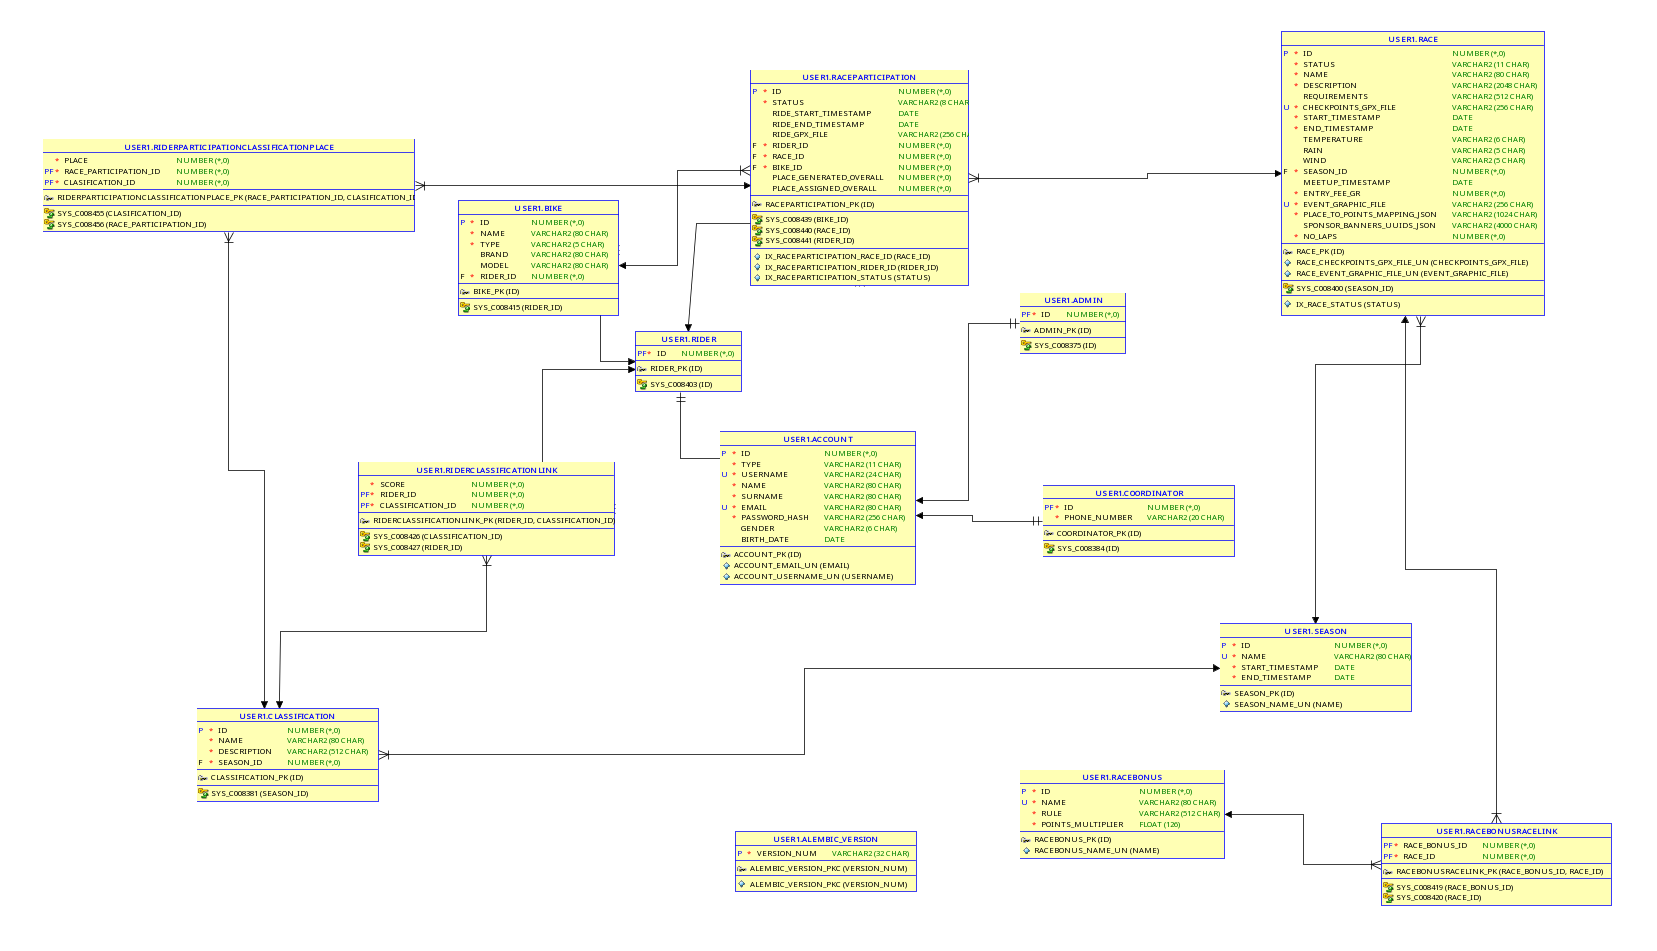 USER1.RACE
P * ID NUMBER (*,0)
* STATUS VARCHAR2 (11 CHAR)
* NAME VARCHAR2 (80 CHAR)
* DESCRIPTION VARCHAR2 (2048 CHAR)
REQUIREMENTS VARCHAR2 (512 CHAR)
U * CHECKPOINTS_GPX_FILE VARCHAR2 (256 CHAR)
* START_TIMESTAMP DATE
* END_TIMESTAMP DATE
TEMPERATURE VARCHAR2 (6 CHAR)
RAIN VARCHAR2 (5 CHAR)
WIND VARCHAR2 (5 CHAR)
F * SEASON_ID NUMBER (*,0)
MEETUP_TIMESTAMP DATE
* ENTRY_FEE_GR NUMBER (*,0)
U * EVENT_GRAPHIC_FILE VARCHAR2 (256 CHAR)
* PLACE_TO_POINTS_MAPPING_JSON VARCHAR2 (1024 CHAR)
SPONSOR_BANNERS_UUIDS_JSON VARCHAR2 (4000 CHAR)
* NO_LAPS NUMBER (*,0)
RACE_PK (ID)
RACE_CHECKPOINTS_GPX_FILE_UN (CHECKPOINTS_GPX_FILE)
RACE_EVENT_GRAPHIC_FILE_UN (EVENT_GRAPHIC_FILE)
SYS_C008400 (SEASON_ID)
IX_RACE_STATUS (STATUS)
USER1.RACEPARTICIPATION
P * ID NUMBER (*,0)
* STATUS VARCHAR2 (8 CHAR
RIDE_START_TIMESTAMP DATE
RIDE_END_TIMESTAMP DATE
RIDE_GPX_FILE VARCHAR2 (256 CHA
F * RIDER_ID NUMBER (*,0)
F * RACE_ID NUMBER (*,0)
F * BIKE_ID NUMBER (*,0)
PLACE_GENERATED_OVERALL NUMBER (*,0)
PLACE_ASSIGNED_OVERALL NUMBER (*,0)
RACEPARTICIPATION_PK (ID)
SYS_C008439 (BIKE_ID)
SYS_C008440 (RACE_ID)
SYS_C008441 (RIDER_ID)
IX_RACEPARTICIPATION_RACE_ID (RACE_ID)
IX_RACEPARTICIPATION_RIDER_ID (RIDER_ID)
IX_RACEPARTICIPATION_STATUS (STATUS)
USER1.RIDERPARTICIPATIONCLASSIFICATIONPLACE
* PLACE NUMBER (*,0)
PF * RACE_PARTICIPATION_ID NUMBER (*,0)
PF * CLASIFICATION_ID NUMBER (*,0)
RIDERPARTICIPATIONCLASSIFICATIONPLACE_PK (RACE_PARTICIPATION_ID, CLASIFICATION_ID
SYS_C008455 (CLASIFICATION_ID)
SYS_C008456 (RACE_PARTICIPATION_ID)
USER1.BIKE
P * ID NUMBER (*,0)
* NAME VARCHAR2 (80 CHAR)
* TYPE VARCHAR2 (5 CHAR)
BRAND VARCHAR2 (80 CHAR)
MODEL VARCHAR2 (80 CHAR)
F * RIDER_ID NUMBER (*,0)
BIKE_PK (ID)
SYS_C008415 (RIDER_ID)
USER1.ADMIN
PF * ID NUMBER (*,0)
ADMIN_PK (ID)
SYS_C008375 (ID)
USER1.RIDER
PF * ID NUMBER (*,0)
RIDER_PK (ID)
SYS_C008403 (ID)
USER1.ACCOUNT
P * ID NUMBER (*,0)
* TYPE VARCHAR2 (11 CHAR)
U * USERNAME VARCHAR2 (24 CHAR)
* NAME VARCHAR2 (80 CHAR)
* SURNAME VARCHAR2 (80 CHAR)
U * EMAIL VARCHAR2 (80 CHAR)
* PASSWORD_HASH VARCHAR2 (256 CHAR)
GENDER VARCHAR2 (6 CHAR)
BIRTH_DATE DATE
ACCOUNT_PK (ID)
ACCOUNT_EMAIL_UN (EMAIL)
ACCOUNT_USERNAME_UN (USERNAME)
USER1.RIDERCLASSIFICATIONLINK
* SCORE NUMBER (*,0)
PF * RIDER_ID NUMBER (*,0)
PF * CLASSIFICATION_ID NUMBER (*,0)
RIDERCLASSIFICATIONLINK_PK (RIDER_ID, CLASSIFICATION_ID)
SYS_C008426 (CLASSIFICATION_ID)
SYS_C008427 (RIDER_ID)
USER1.COORDINATOR
PF * ID NUMBER (*,0)
* PHONE_NUMBER VARCHAR2 (20 CHAR)
COORDINATOR_PK (ID)
SYS_C008384 (ID)
USER1.SEASON
P * ID NUMBER (*,0)
U * NAME VARCHAR2 (80 CHAR)
* START_TIMESTAMP DATE
* END_TIMESTAMP DATE
SEASON_PK (ID)
SEASON_NAME_UN (NAME)
USER1.CLASSIFICATION
P * ID NUMBER (*,0)
* NAME VARCHAR2 (80 CHAR)
* DESCRIPTION VARCHAR2 (512 CHAR)
F * SEASON_ID NUMBER (*,0)
CLASSIFICATION_PK (ID)
SYS_C008381 (SEASON_ID)
USER1.RACEBONUS
P * ID NUMBER (*,0)
U * NAME VARCHAR2 (80 CHAR)
* RULE VARCHAR2 (512 CHAR)
* POINTS_MULTIPLIER FLOAT (126)
RACEBONUS_PK (ID)
RACEBONUS_NAME_UN (NAME)
USER1.ALEMBIC_VERSION
P * VERSION_NUM VARCHAR2 (32 CHAR)
ALEMBIC_VERSION_PKC (VERSION_NUM)
ALEMBIC_VERSION_PKC (VERSION_NUM)
USER1.RACEBONUSRACELINK
PF * RACE_BONUS_ID NUMBER (*,0)
PF * RACE_ID NUMBER (*,0)
RACEBONUSRACELINK_PK (RACE_BONUS_ID, RACE_ID)
SYS_C008419 (RACE_BONUS_ID)
SYS_C008420 (RACE_ID)